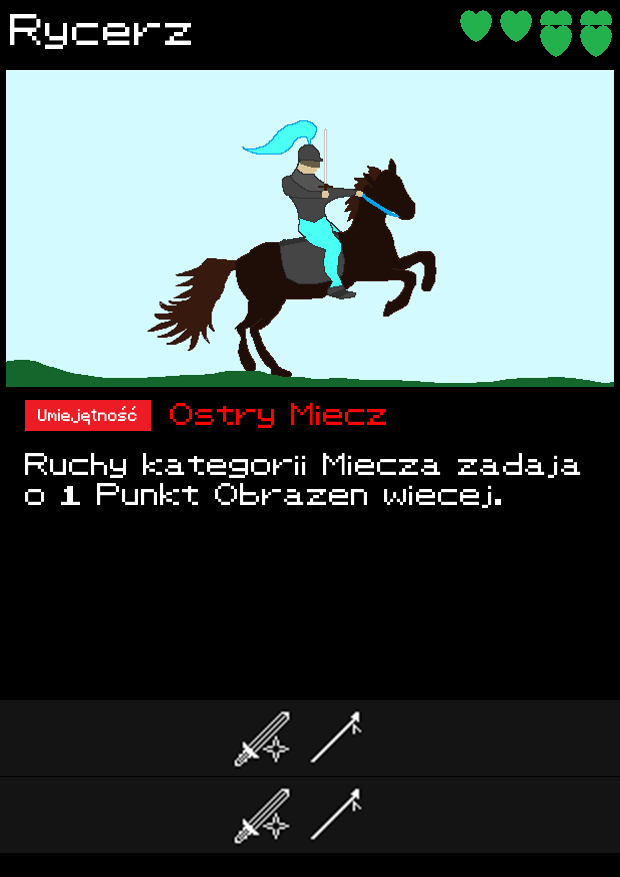 Rycerz
Umiejętność Ostry Miecz
Ruchy kategorii Miecza zadaja
o 1 Punkt Obrazen wiecej.